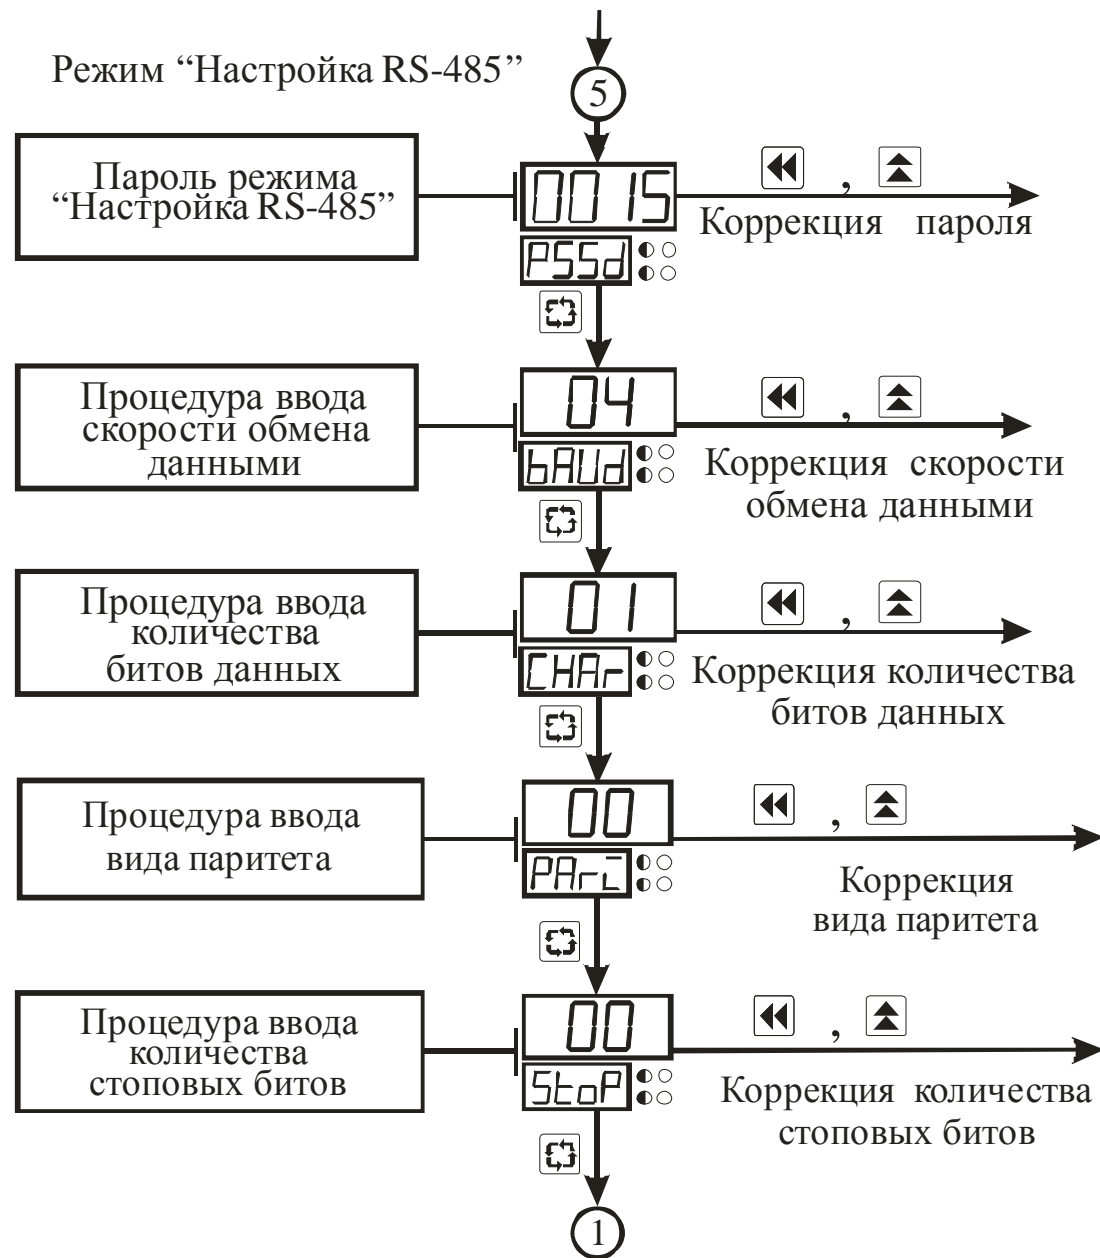 Режим “Настройка RS-485”
5
Пароль режима
“Настройка RS-485”
0015
PSSd
,
Коррекция пароля
Процедура ввода
скорости обмена
данными
04
bAUd
,
Коррекция скорости
обмена данными
Процедура ввода
количества
битов данных
01
CHAr
,
Коррекция количества
битов данных
Процедура ввода
вида паритета
00
PAri
,
Коррекция
вида паритета
Процедура ввода
количества
стоповых битов
00
StoP
,
Коррекция количества
стоповых битов
1